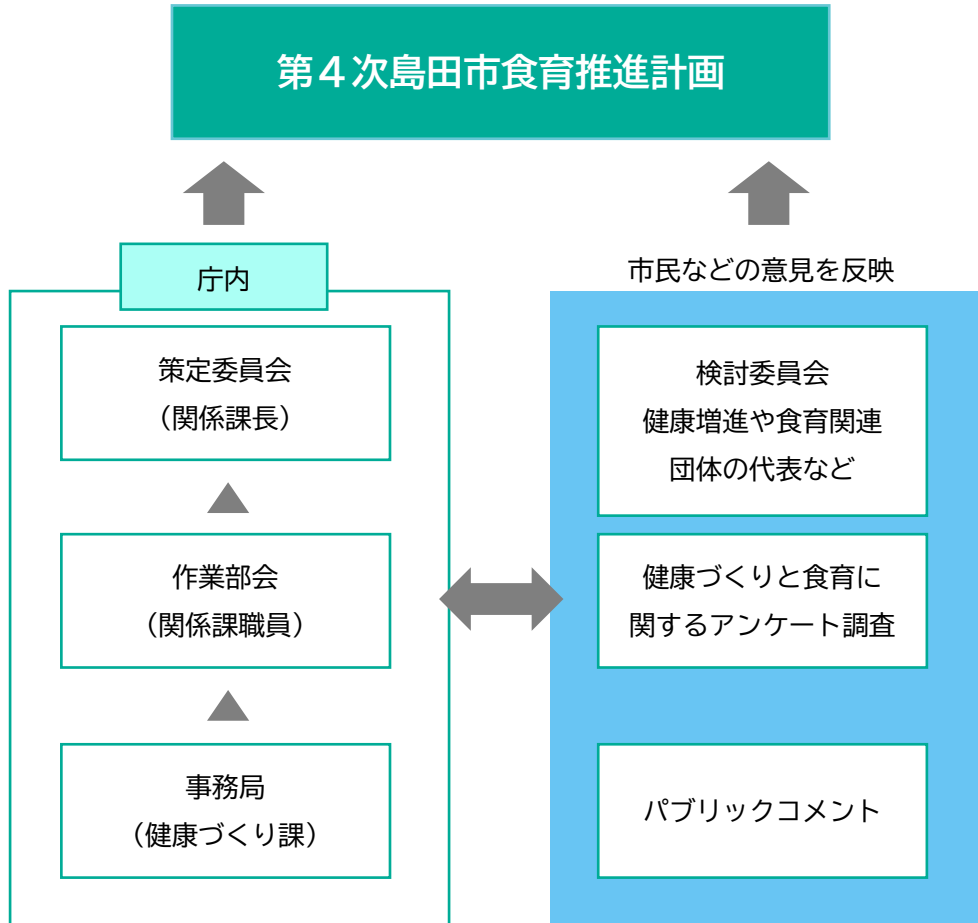 第４次島田市食育推進計画
庁内
策定委員会
（関係課長）
作業部会
（関係課職員）
事務局
（健康づくり課）
市民などの意見を反映
検討委員会
健康増進や食育関連
団体の代表など
健康づくりと食育に
関するアンケート調査
パブリックコメント